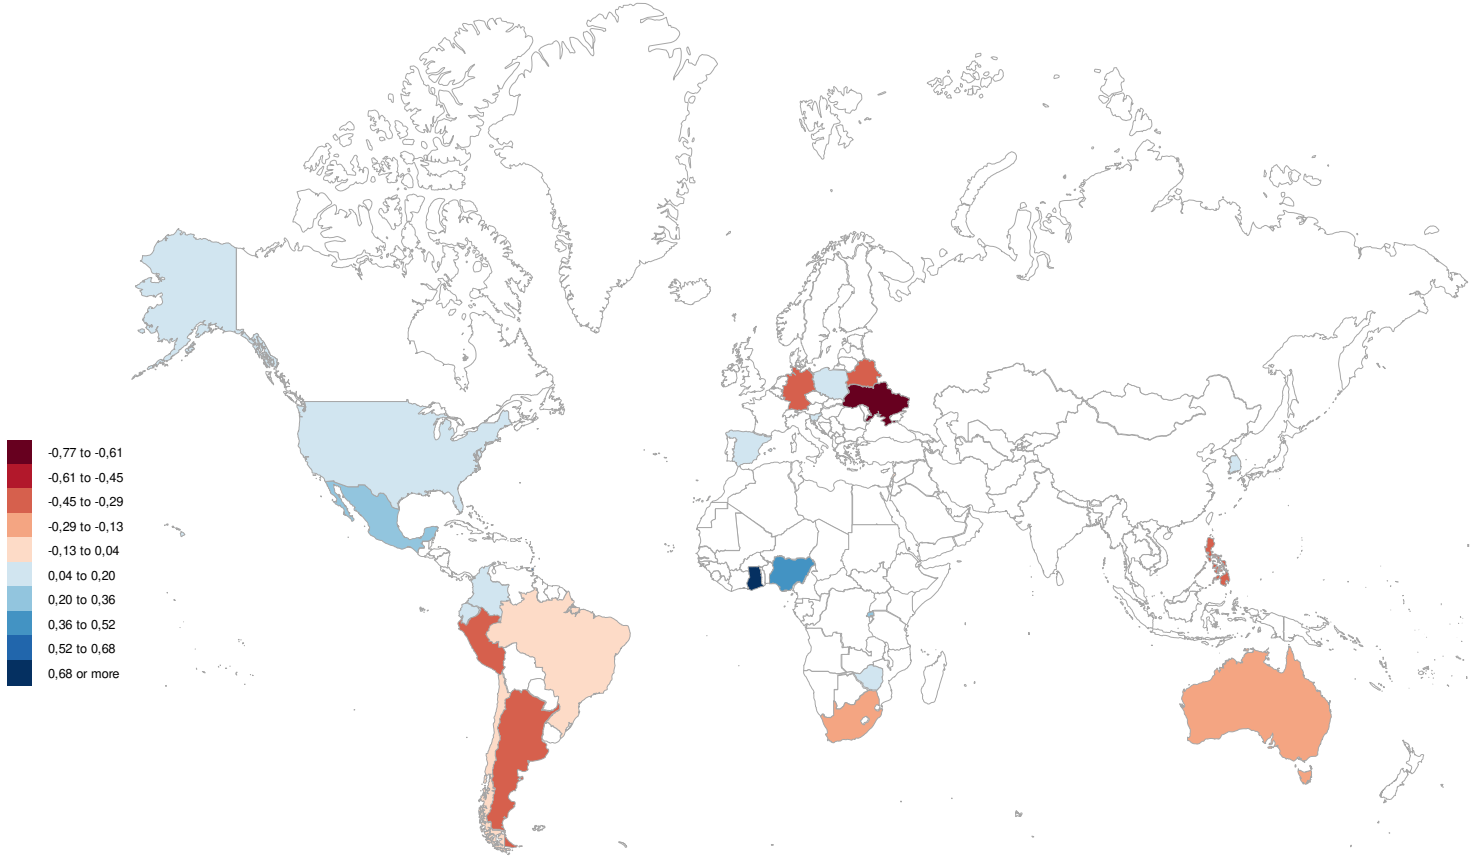 -0,77 to -0,61
-0,61 to -0,45
-0,45 to -0,29
-0,29 to -0,13
-0,13 to 0,04
0,04 to 0,20
0,20 to 0,36
0,36 to 0,52
0,52 to 0,68
0,68 or more